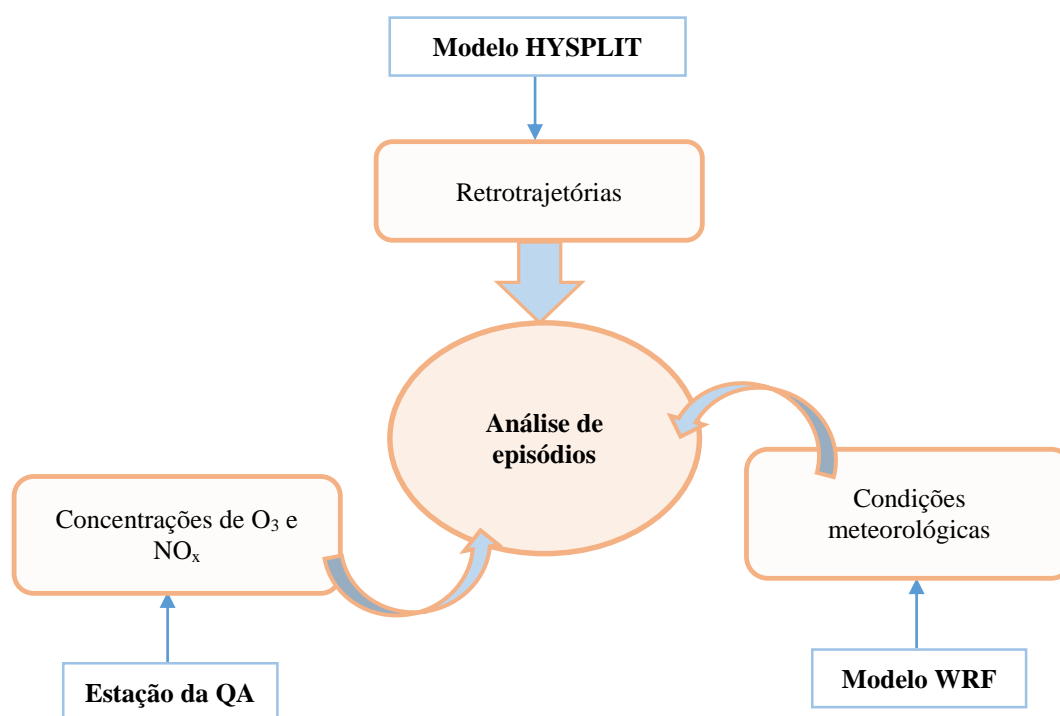 Modelo HYSPLIT
Retrotrajetórias
Análise de
episódios
Concentrações de O₃ e
NOₓ
Condições
meteorológicas
Estação da QA
Modelo WRF